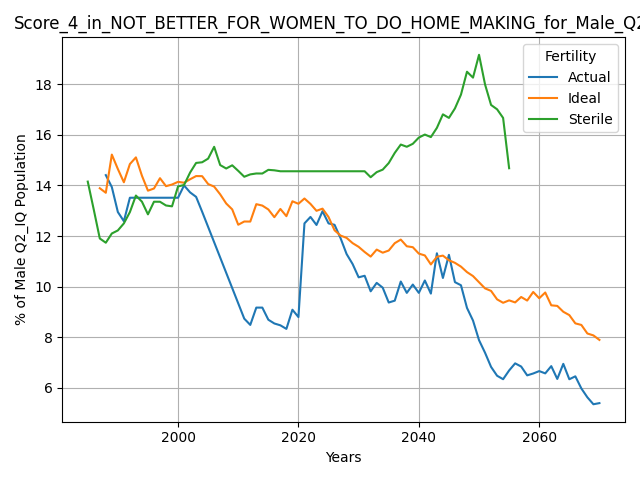 Score_4_in_NOT_BETTER_FOR_WOMEN_TO_DO_HOME_MAKING_for_Male_Q2
Fertility
Actual
Ideal
Sterile
% of Male Q2_IQ Population
18
16
14
12
10
8
6
2000 2020 2040 2060
Years